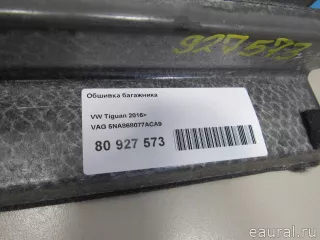 927573
Обшивка багажника
VW Tiguan 2016>
VAG 5NA868077ACA9
80 927 573
eaural.ru